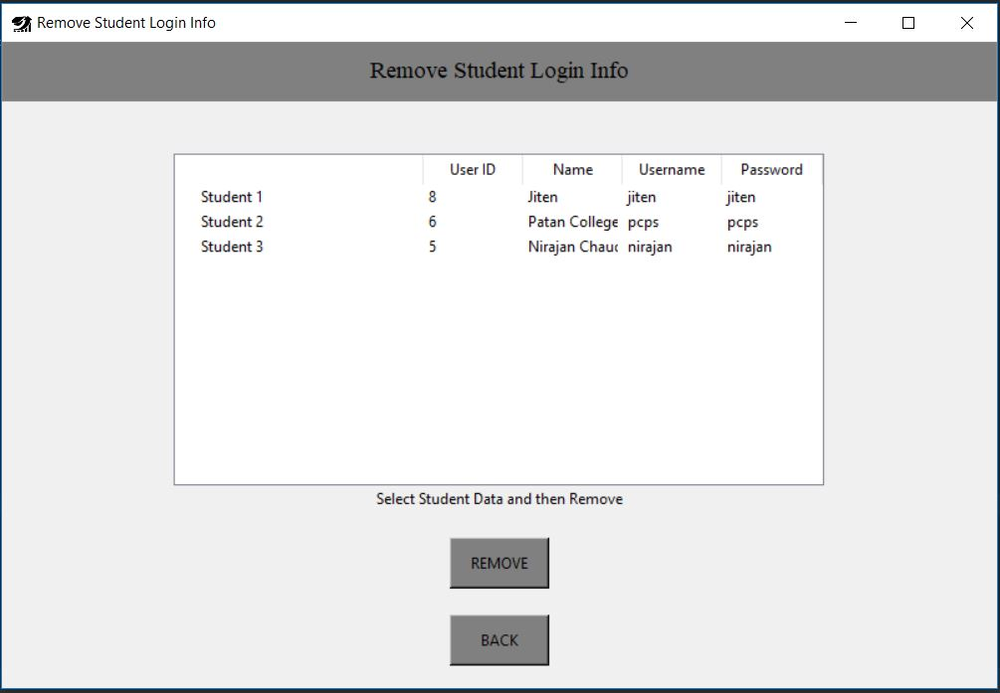 Remove Student Login Info
Remove Student Login Info
User ID Name Username Password
Student 1 8 Jiten jiten jiten
Student 2 6 Patan College pcps pcps
Student 3 5 Nirajan Chauc nirajan nirajan
Select Student Data and then Remove
REMOVE
BACK